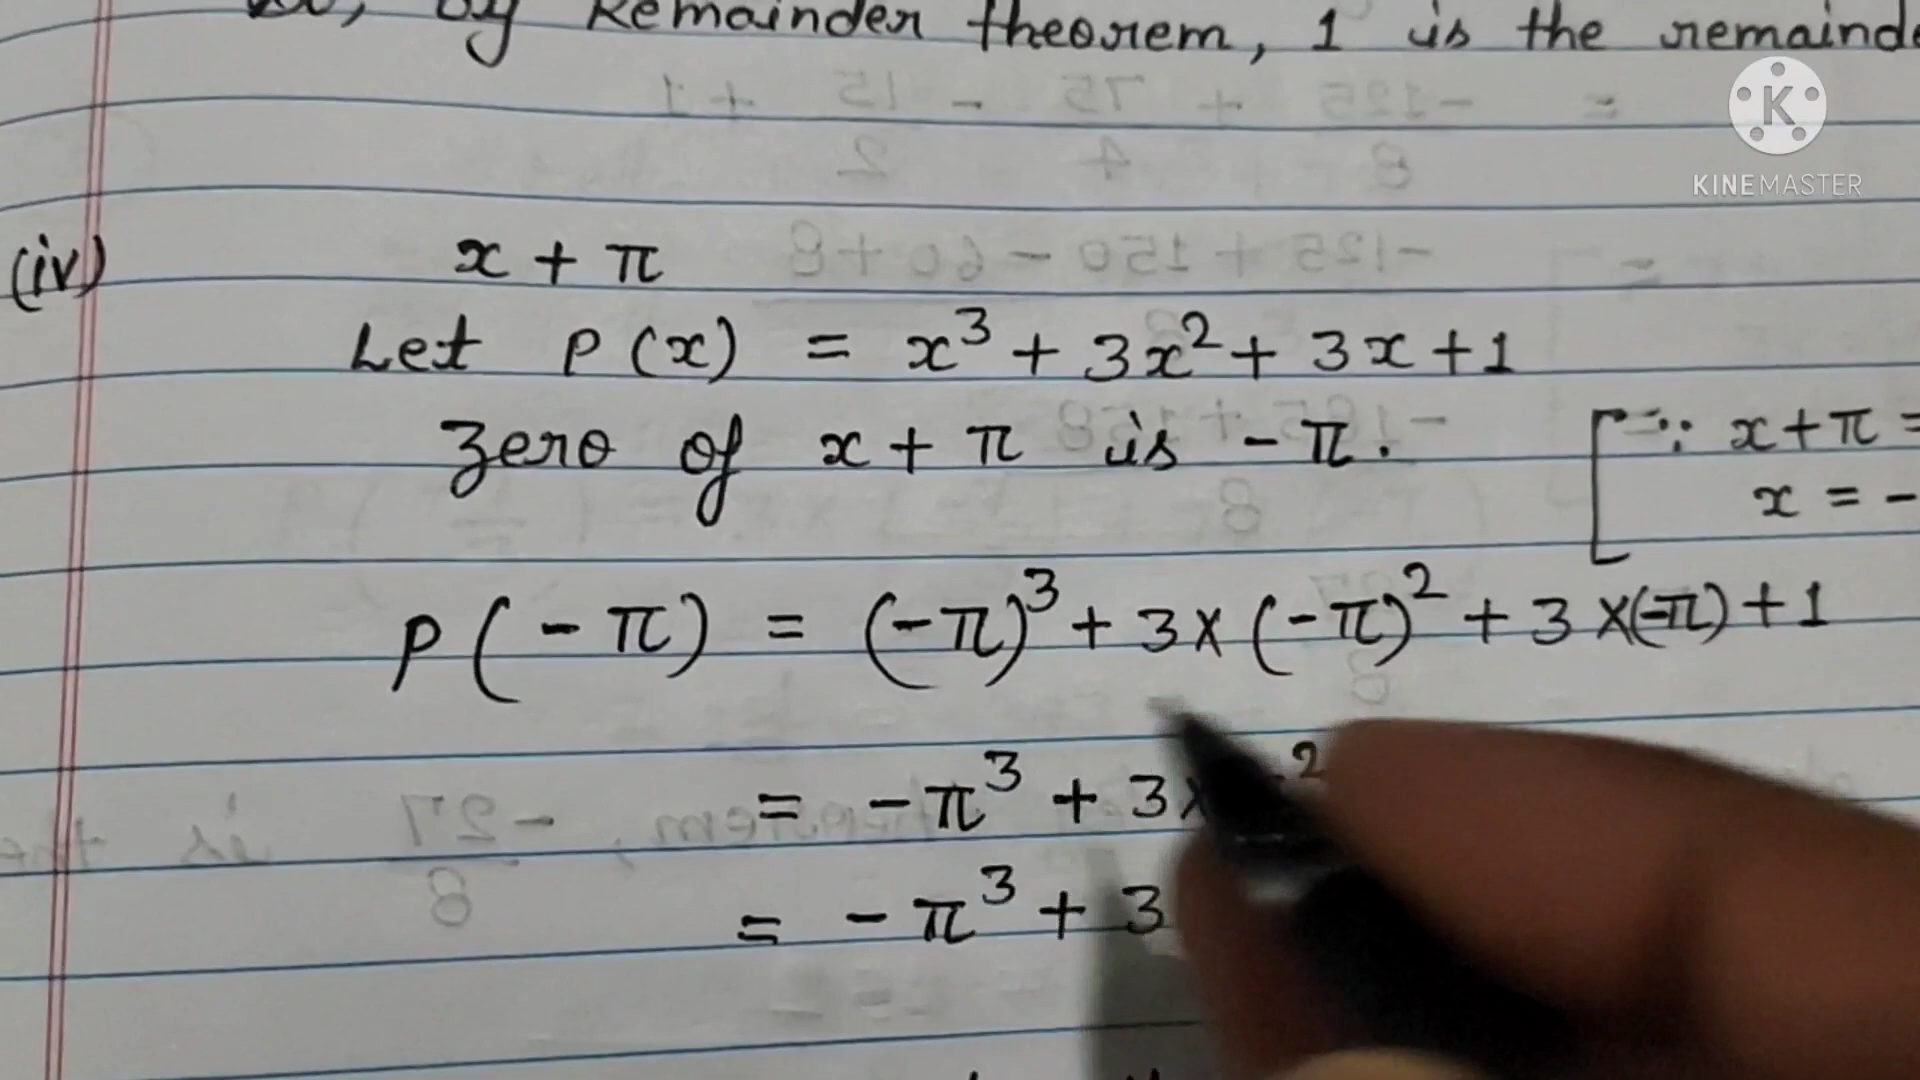 by Remainder theorem, 1 is the
KINEMASTER
(iv) x + π
Let p(x) = x³ + 3x² + 3x + 1
Zero of x + π is -π. [∵ x + π =
x = -
p(-π) = (-π)³ + 3 × (-π)² + 3 × (-π) + 1
= -π³ + 3 ×
= -π³ + 3